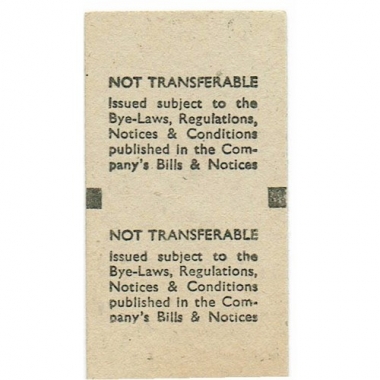 NOT TRANSFERABLE
Issued subject to the
Bye-Laws, Regulations,
Notices & Conditions
published in the Com-
pany's Bills & Notices
NOT TRANSFERABLE
Issued subject to the
Bye-Laws, Regulations,
Notices & Conditions
published in the Com-
pany's Bills & Notices